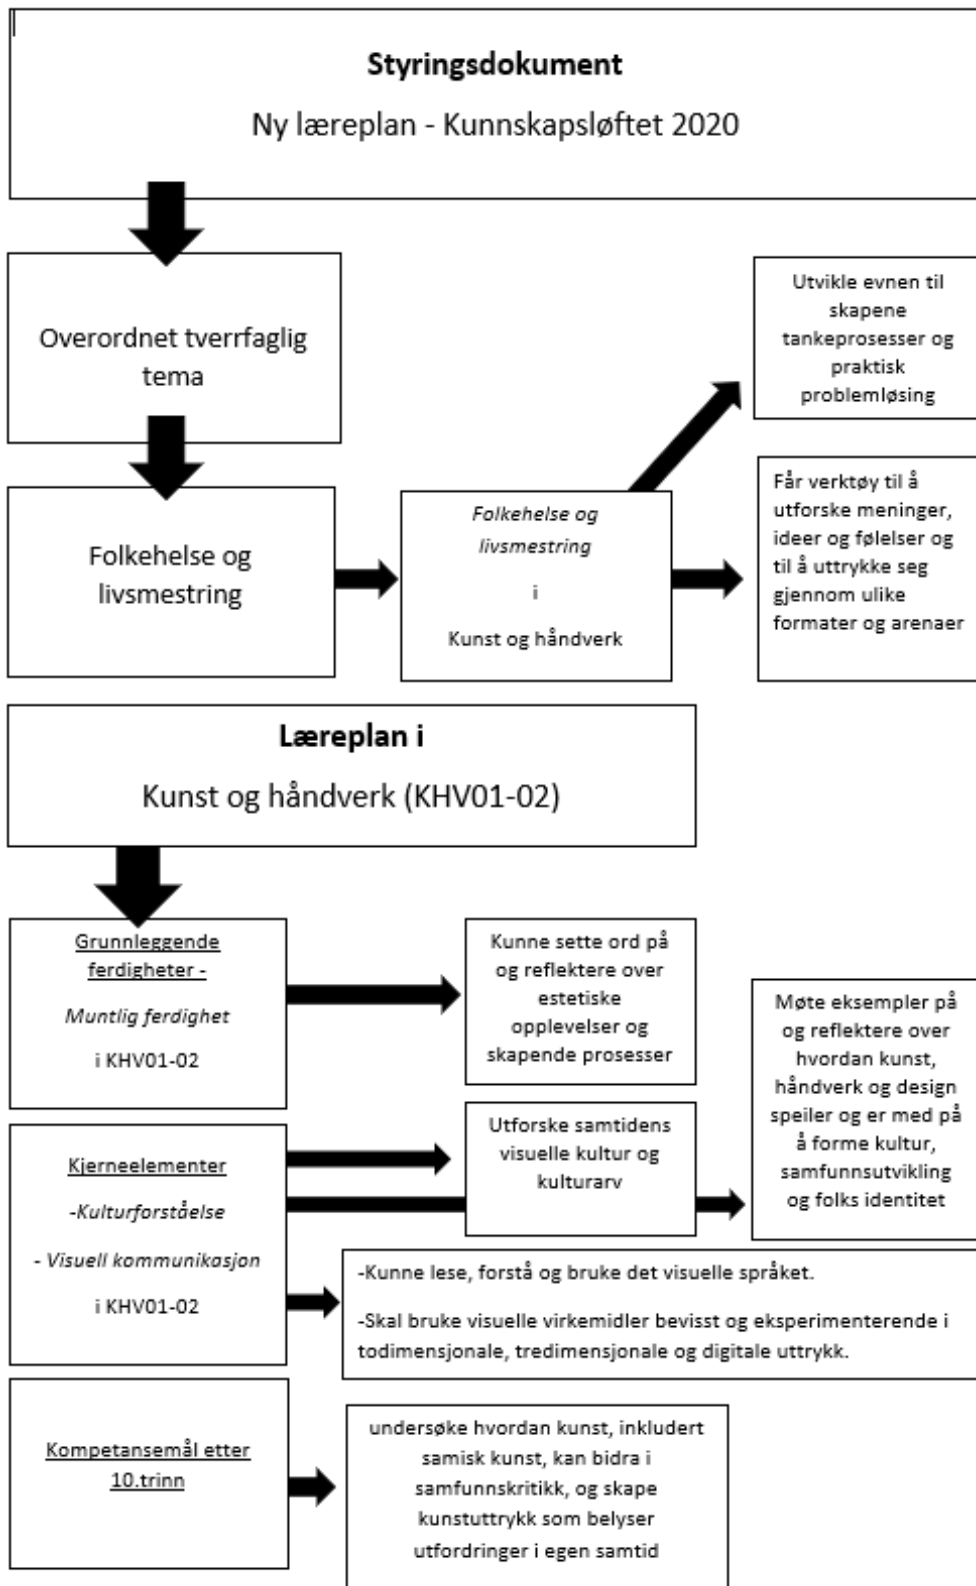 Styringsdokument
Ny læreplan - Kunnskapsløftet 2020
Overordnet tverrfaglig
tema
Utvikle evnen til
skapene
tankeprosesser og
praktisk
problemløsing
Folkehelse og
livsmestring
Folkehelse og
livsmestring
i
Kunst og håndverk
Får verktøy til å
utforske meninger,
ideer og følelser og
til å uttrykke seg
gjennom ulike
formater og arenaer
Læreplan i
Kunst og håndverk (KHV01-02)
Grunnleggende
ferdigheter -
Muntlig ferdighet
i KHV01-02
Kunne sette ord på
og reflektere over
estetiske
opplevelser og
skapende prosesser
Kjerneelementer
-Kulturforståelse
- Visuell kommunikasjon
i KHV01-02
Utforske samtidens
visuelle kultur og
kulturarv
Møte eksempler på
og reflektere over
hvordan kunst,
håndverk og design
speiler og er med på
å forme kultur,
samfunnsutvikling
og folks identitet
-Kunne lese, forstå og bruke det visuelle språket.
-Skal bruke visuelle virkemidler bevisst og eksperimenterende i
todimensjonale, tredimensjonale og digitale uttrykk.
Kompetansemål etter
10.trinn
undersøke hvordan kunst, inkludert
samisk kunst, kan bidra i
samfunnskritikk, og skape
kunstuttrykk som belyser
utfordringer i egen samtid